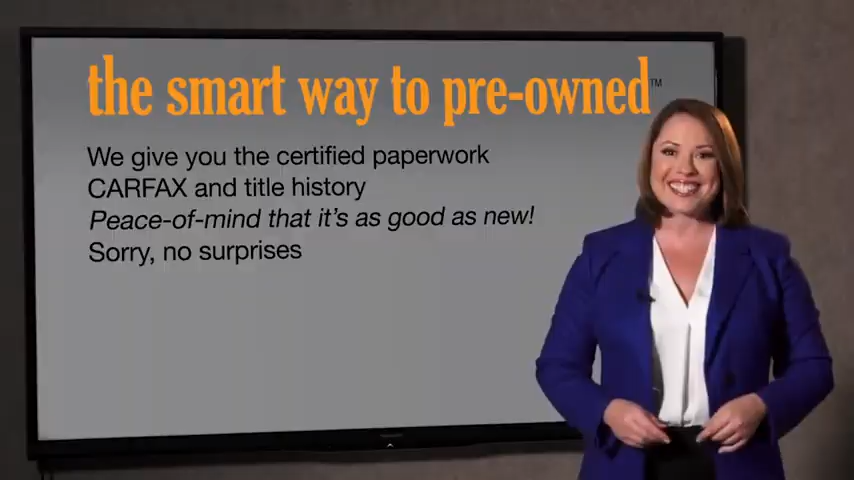 the smart way to pre-owned™
We give you the certified paperwork
CARFAX and title history
Peace-of-mind that it's as good as new!
Sorry, no surprises